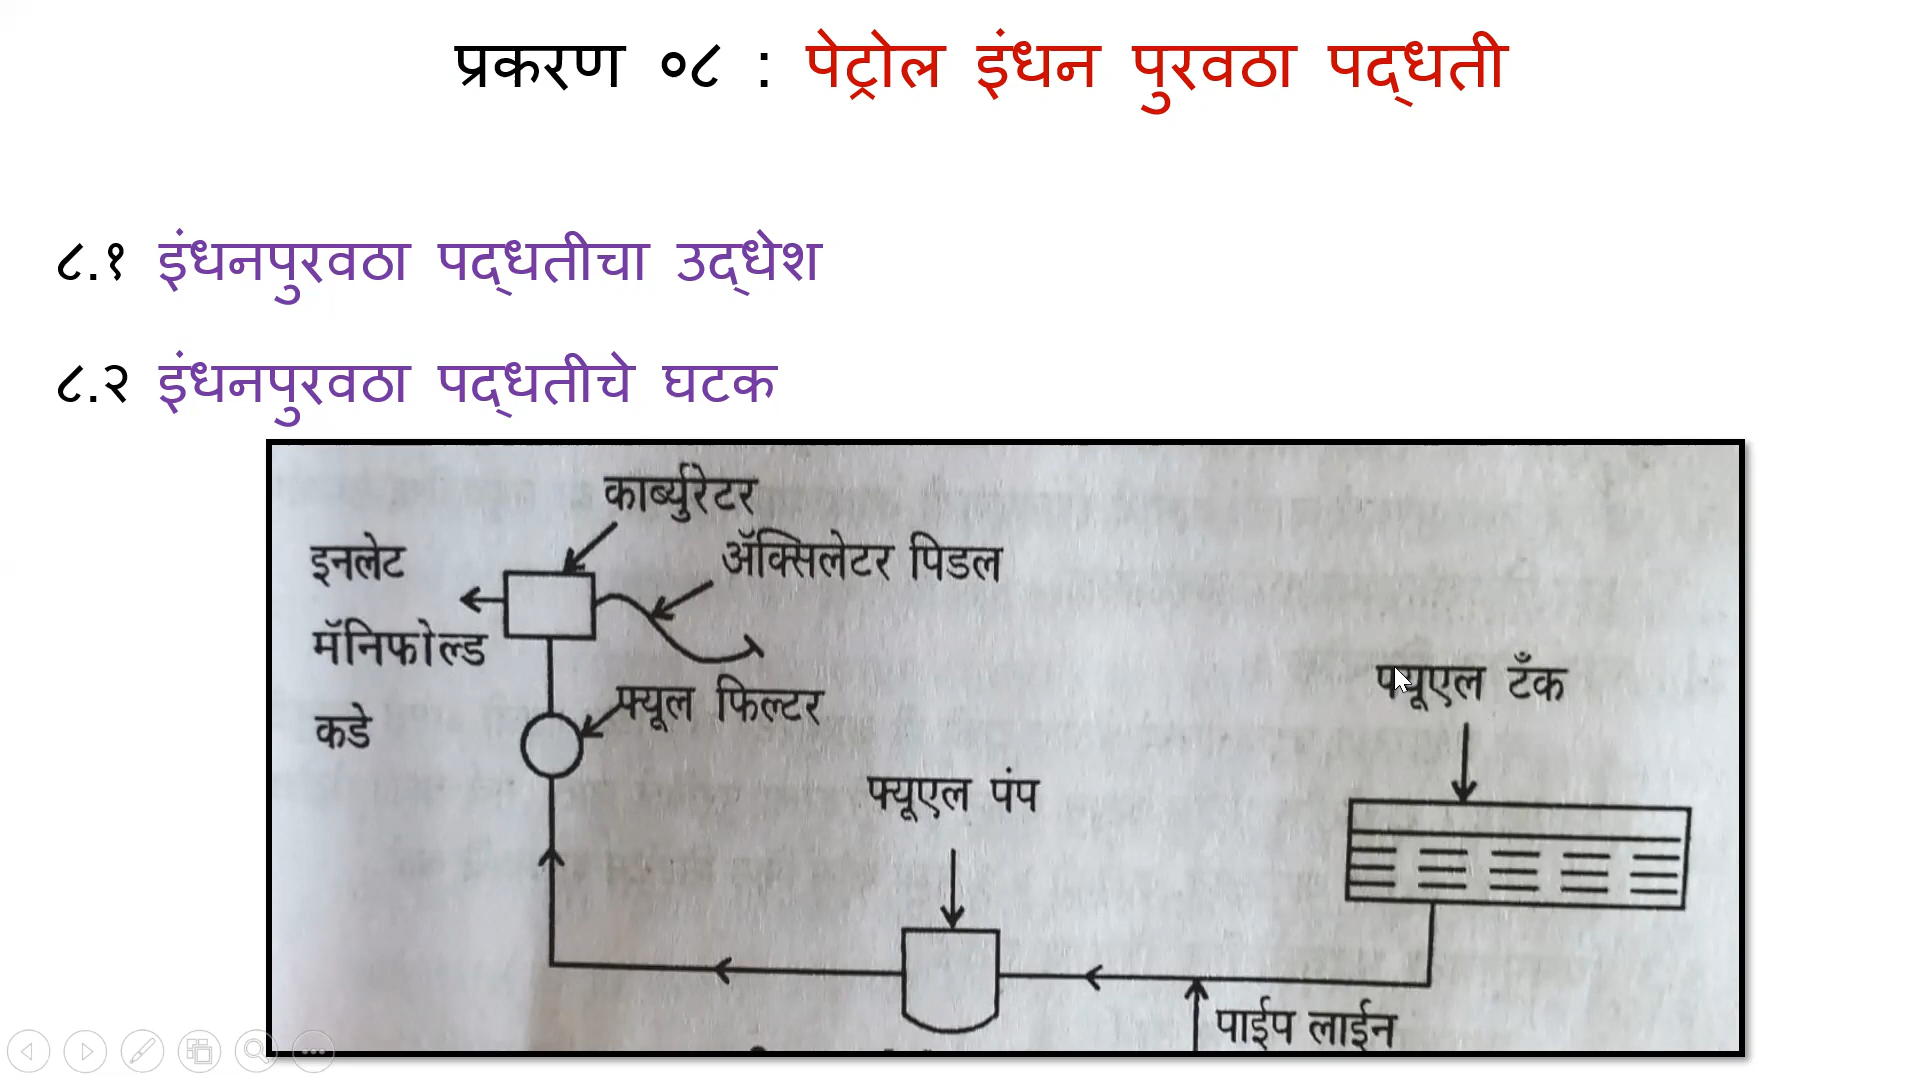 प्रकरण ०८ : पेट्रोल इंधन पुरवठा पद्धती
८.१ इंधनपुरवठा पद्धतीचा उद्धेश
८.२ इंधनपुरवठा पद्धतीचे घटक
कार्ब्युरेटर
ॲक्सिलेटर पिडल
इनलेट
मॅनिफोल्ड
कडे
फ्यूल फिल्टर
फ्यूएल टँक
फ्यूएल पंप
पाईप लाईन